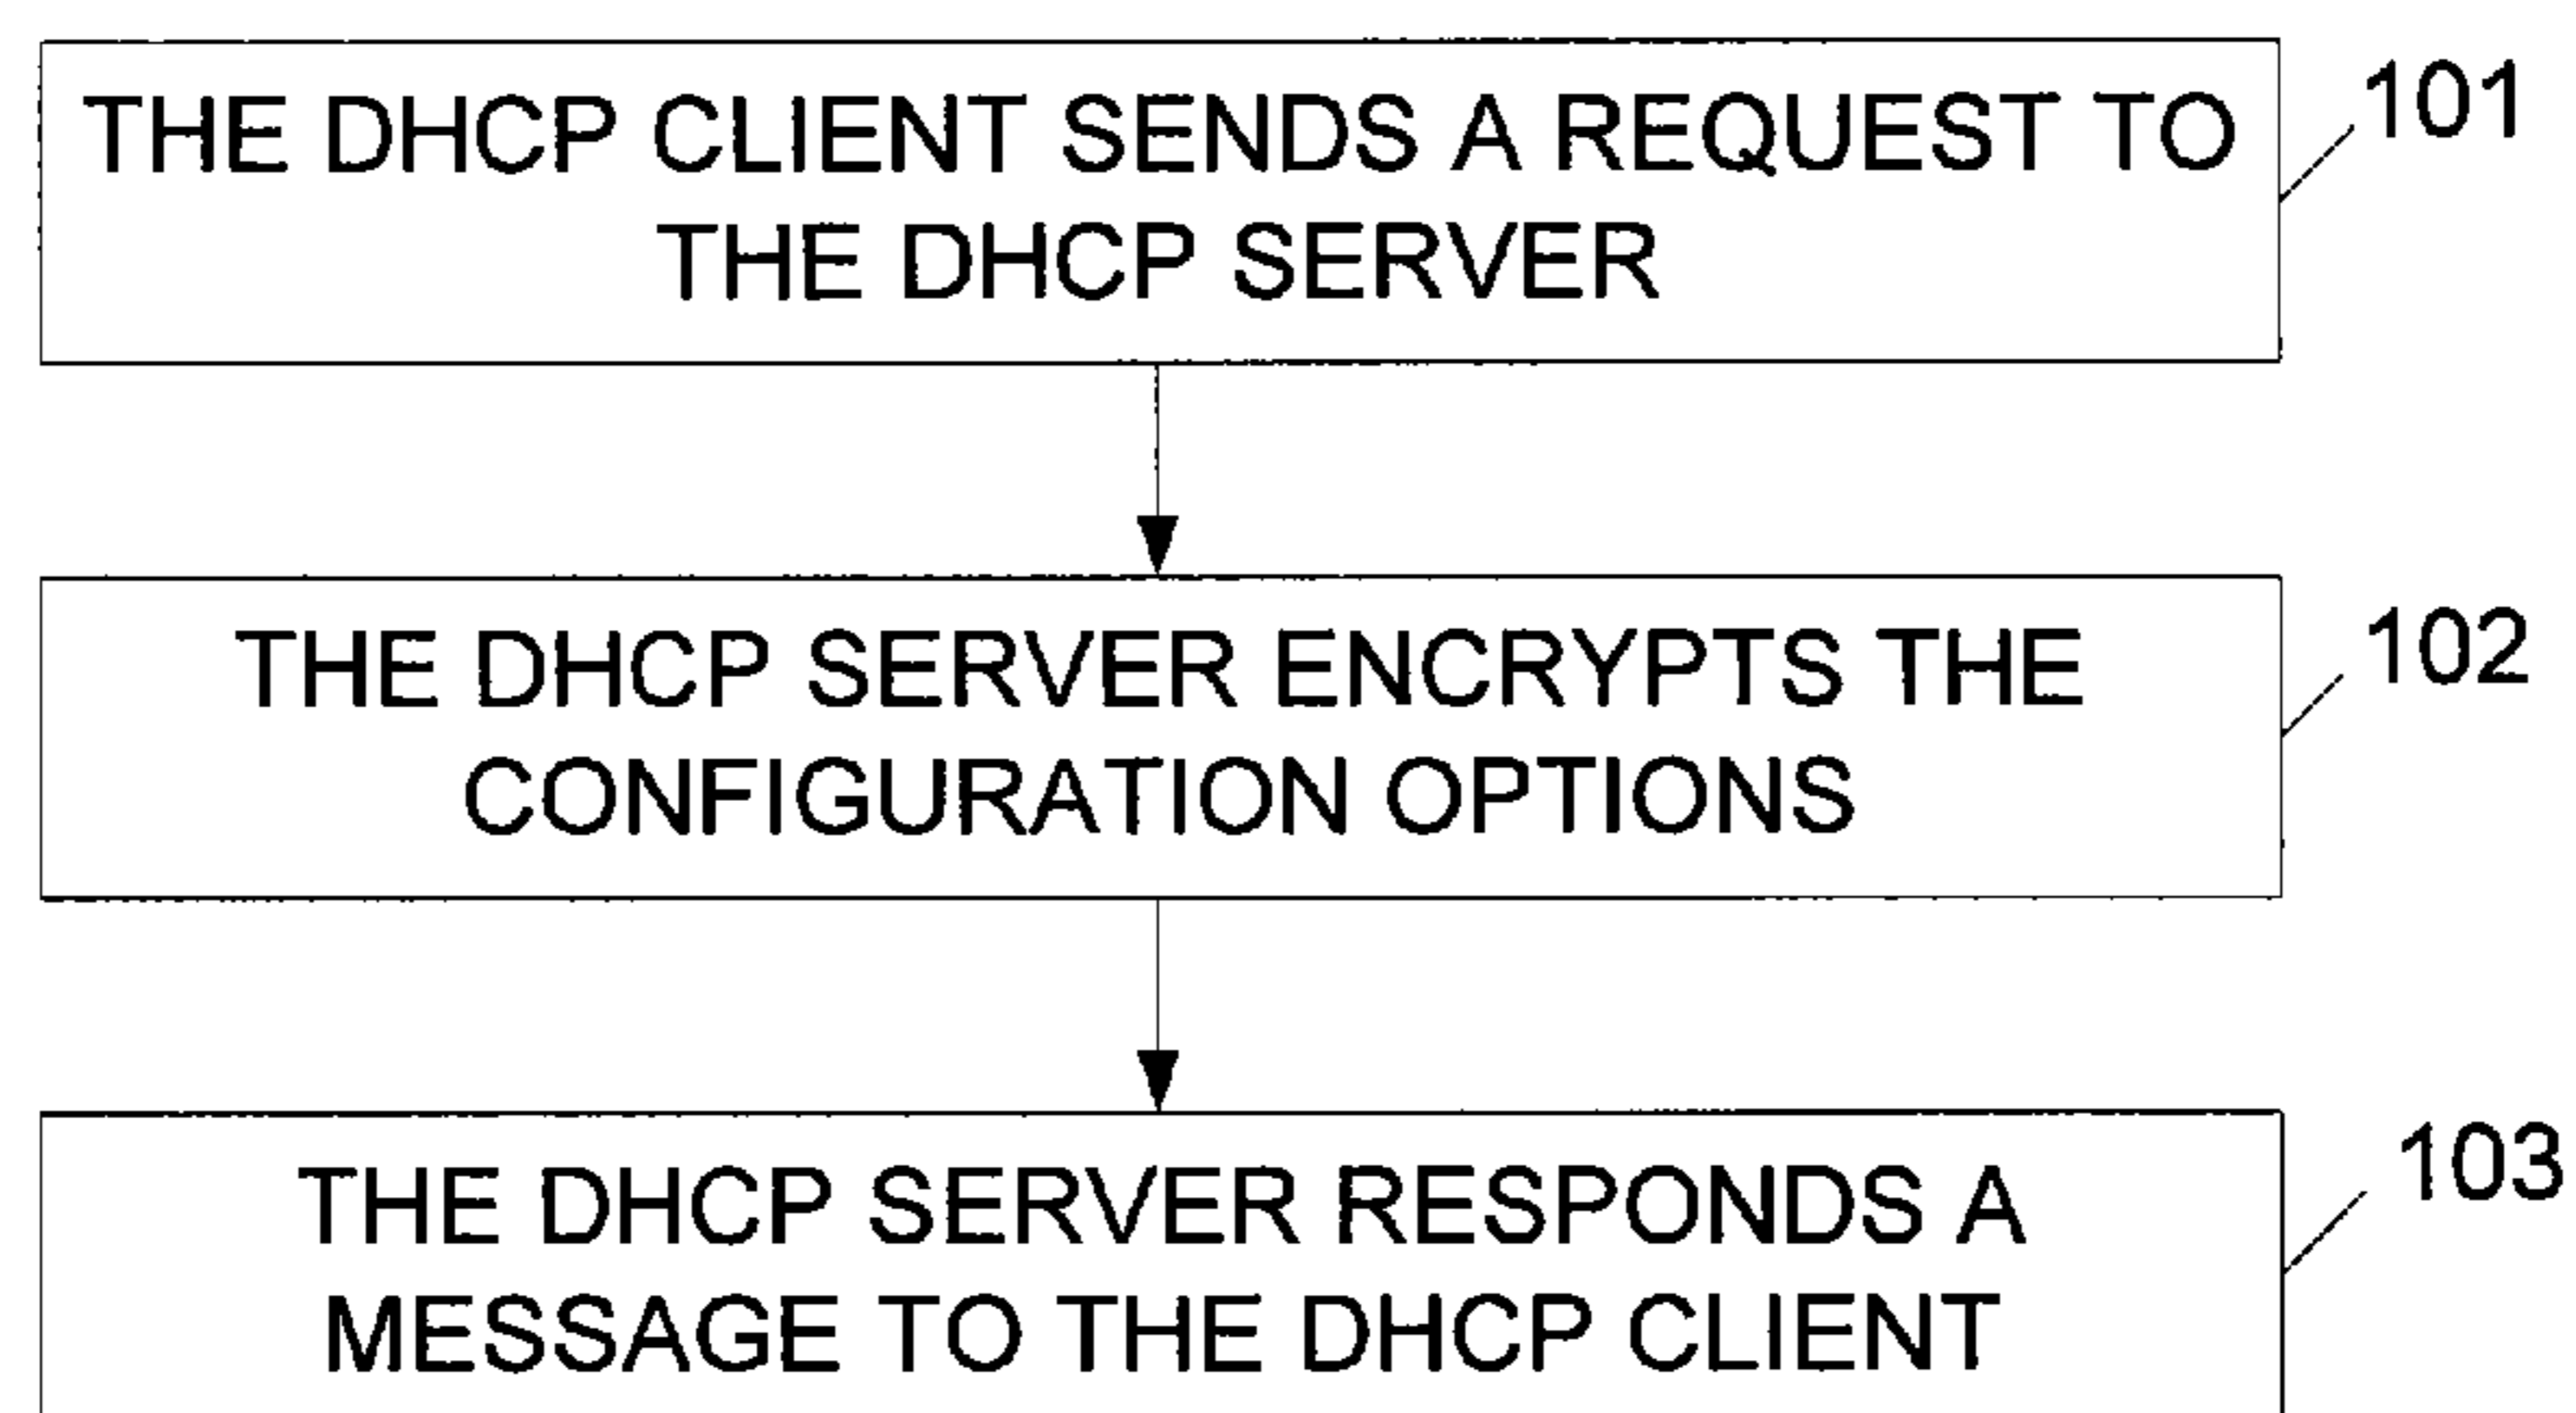 THE DHCP CLIENT SENDS A REQUEST TO
THE DHCP SERVER
101
THE DHCP SERVER ENCRYPTS THE
CONFIGURATION OPTIONS
102
THE DHCP SERVER RESPONDS A
MESSAGE TO THE DHCP CLIENT
103